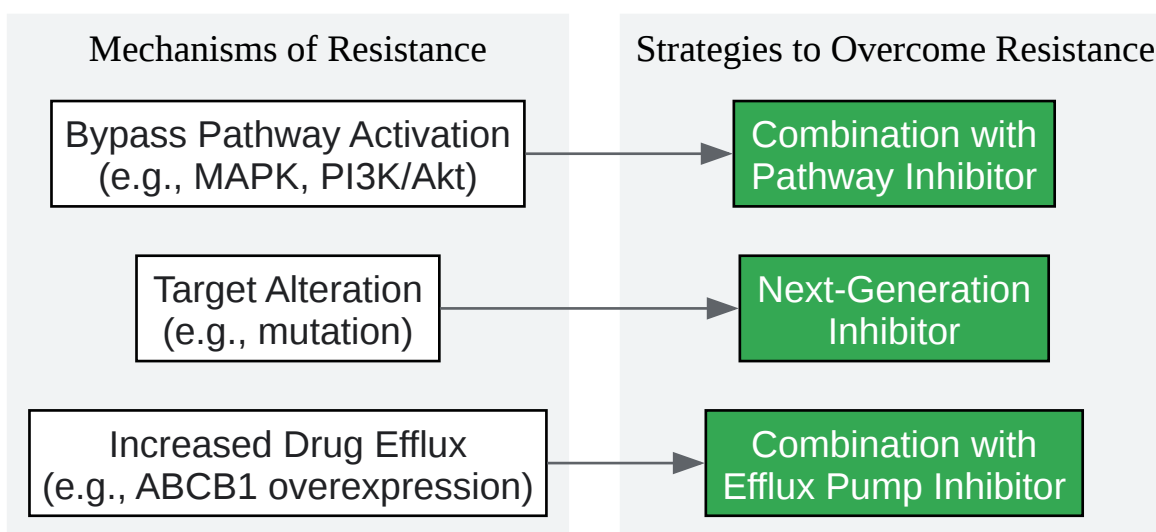 Mechanisms of Resistance
Bypass Pathway Activation
(e.g., MAPK, PI3K/Akt)
Target Alteration
(e.g., mutation)
Increased Drug Efflux
(e.g., ABCB1 overexpression)
Strategies to Overcome Resistance
Combination with
Pathway Inhibitor
Next-Generation
Inhibitor
Combination with
Efflux Pump Inhibitor